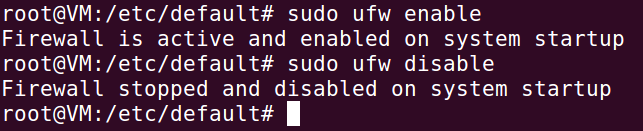 root@VM:/etc/default# sudo ufw enable
Firewall is active and enabled on system startup
root@VM:/etc/default# sudo ufw disable
Firewall stopped and disabled on system startup
root@VM:/etc/default#